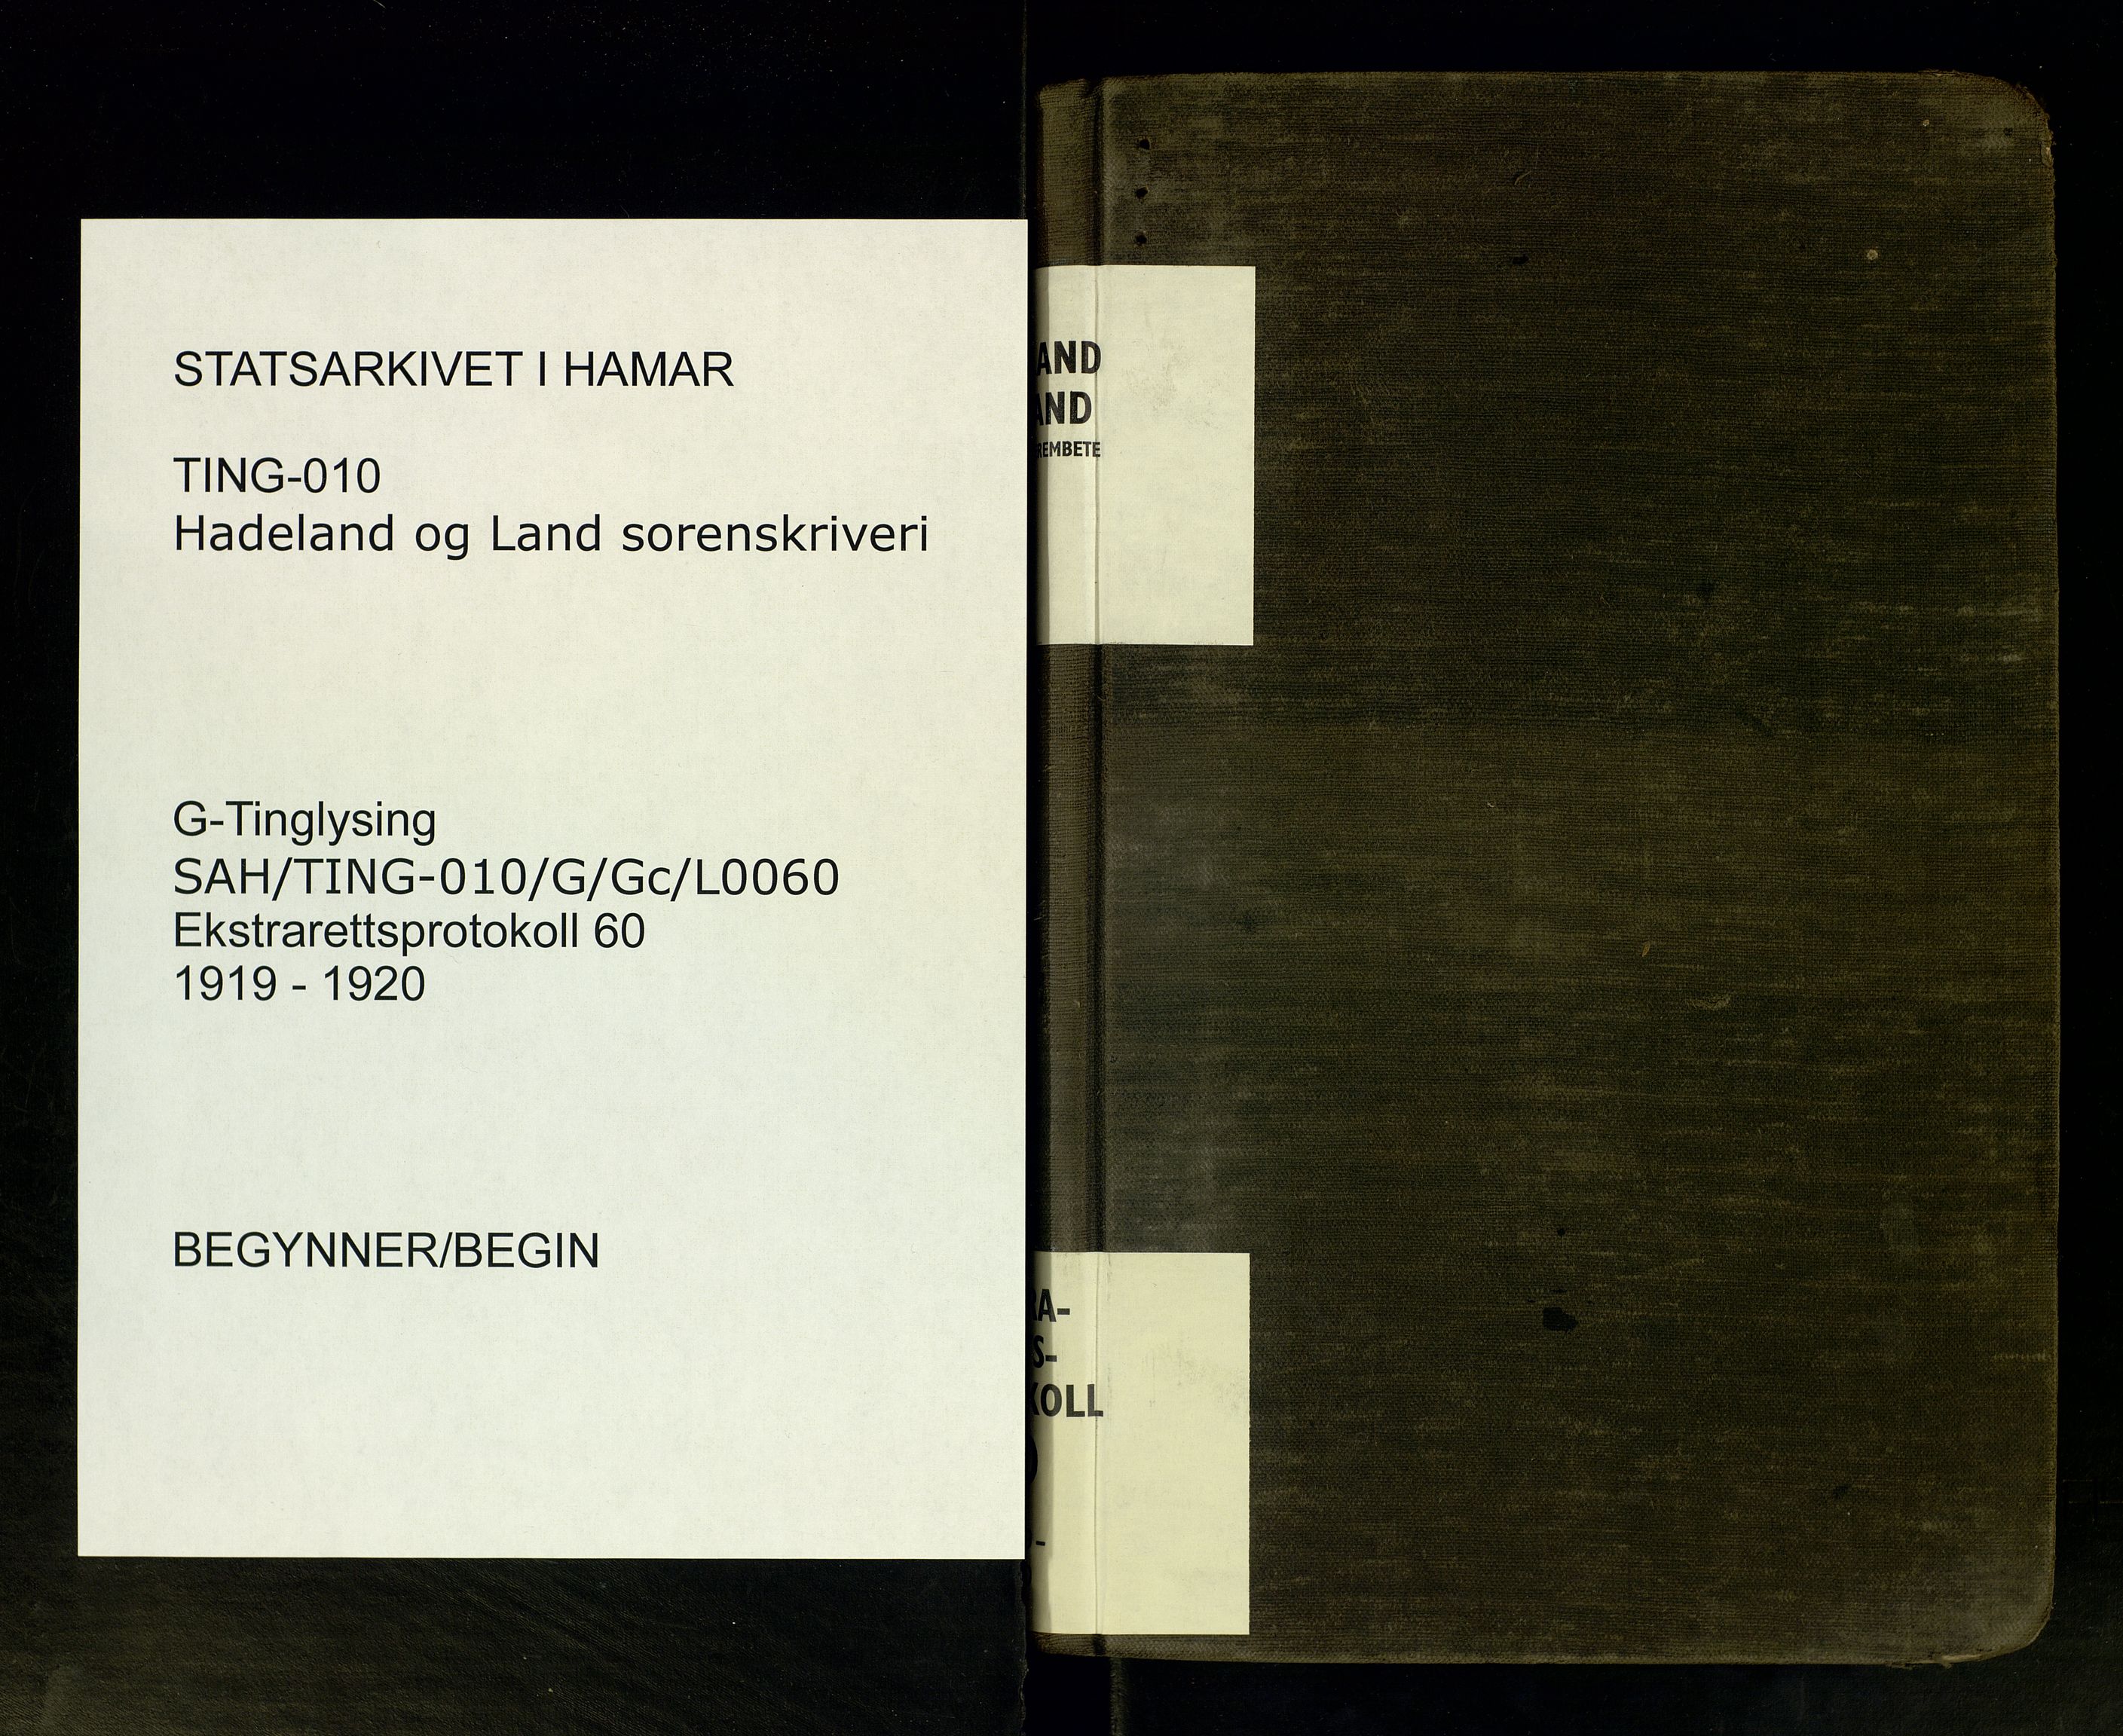 STATSARKIVET I HAMAR
TING-010
Hadeland og Land sorenskriveri
G-Tinglysing
SAH/TING-010/G/Gc/L0060
Ekstrarettsprotokoll 60
1919 - 1920
BEGYNNER/BEGIN
AND
AND
REMBETE
RA-
S-
KOLL